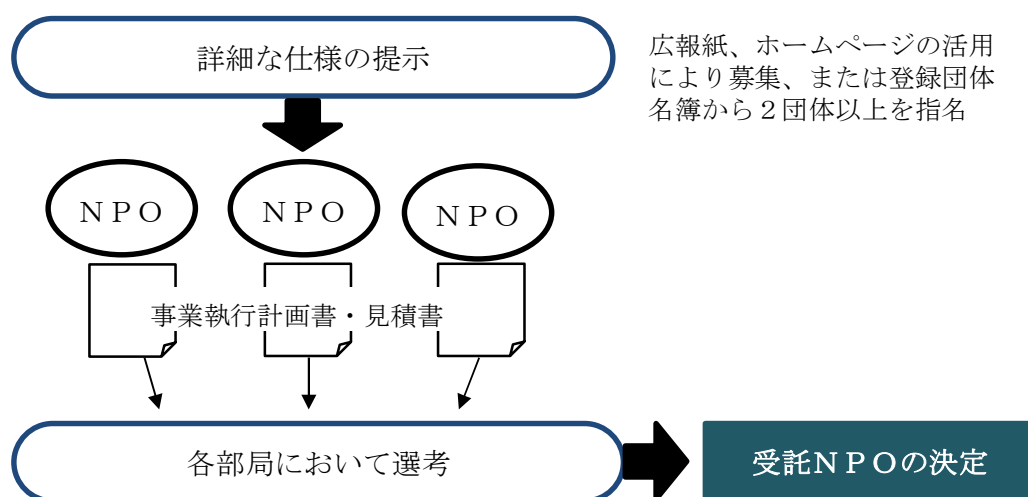 詳細な仕様の提示
広報紙、ホームページの活用
により募集、または登録団体
名簿から２団体以上を指名
ＮＰＯ
ＮＰＯ
ＮＰＯ
事業執行計画書・見積書
各部局において選考
受託ＮＰＯの決定